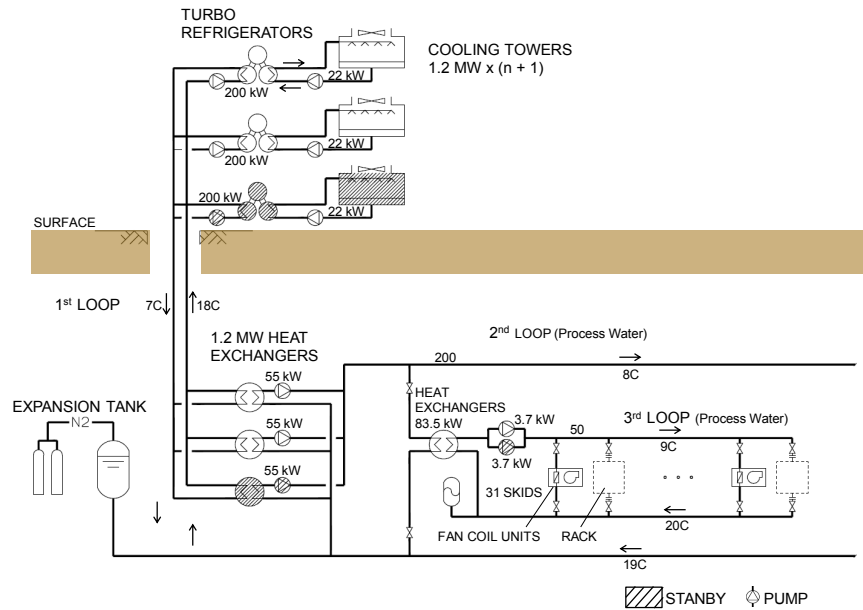 TURBO
REFRIGERATORS
COOLING TOWERS
1.2 MW x (n + 1)
200 kW
22 kW
200 kW
22 kW
200 kW
22 kW
SURFACE
1st LOOP
7C
18C
1.2 MW HEAT
EXCHANGERS
2nd LOOP (Process Water)
200
8C
55 kW
55 kW
55 kW
EXPANSION TANK
N2
HEAT
EXCHANGERS
83.5 kW
3.7 kW
3.7 kW
50
3rd LOOP (Process Water)
9C
31 SKIDS
FAN COIL UNITS
RACK
20C
19C
STANBY
PUMP